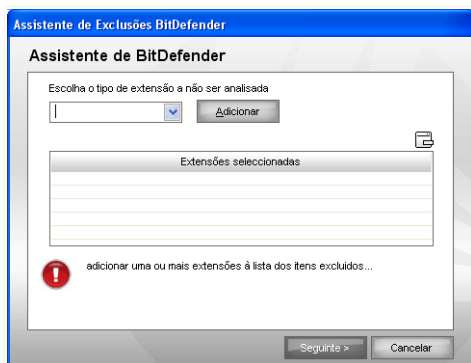 Assistente de Exclusões BitDefender
Assistente de BitDefender
Escolha o tipo de extensão a não ser analisada
Adicionar
Extensões seleccionadas
adicionar uma ou mais extensões à lista dos itens excluidos...
Seguinte »
Cancelar